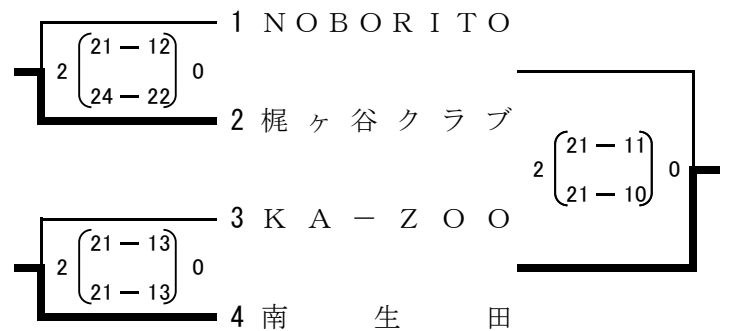 1 NOBORITO
2 (21 － 12 24 － 22) 0
2 梶ヶ谷クラブ
2 (21 － 11 21 － 10) 0
3 KA－ZOO
2 (21 － 13 21 － 13) 0
4 南生田